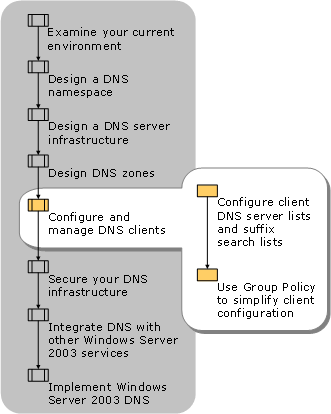 Examine your current
environment
Design a DNS
namespace
Design a DNS server
infrastructure
Design DNS zones
Configure and
manage DNS clients
Configure client
DNS server lists
and suffix
search lists
Use Group Policy
to simplify client
configuration
Secure your DNS
infrastructure
Integrate DNS with
other Windows Server
2003 services
Implement Windows
Server 2003 DNS